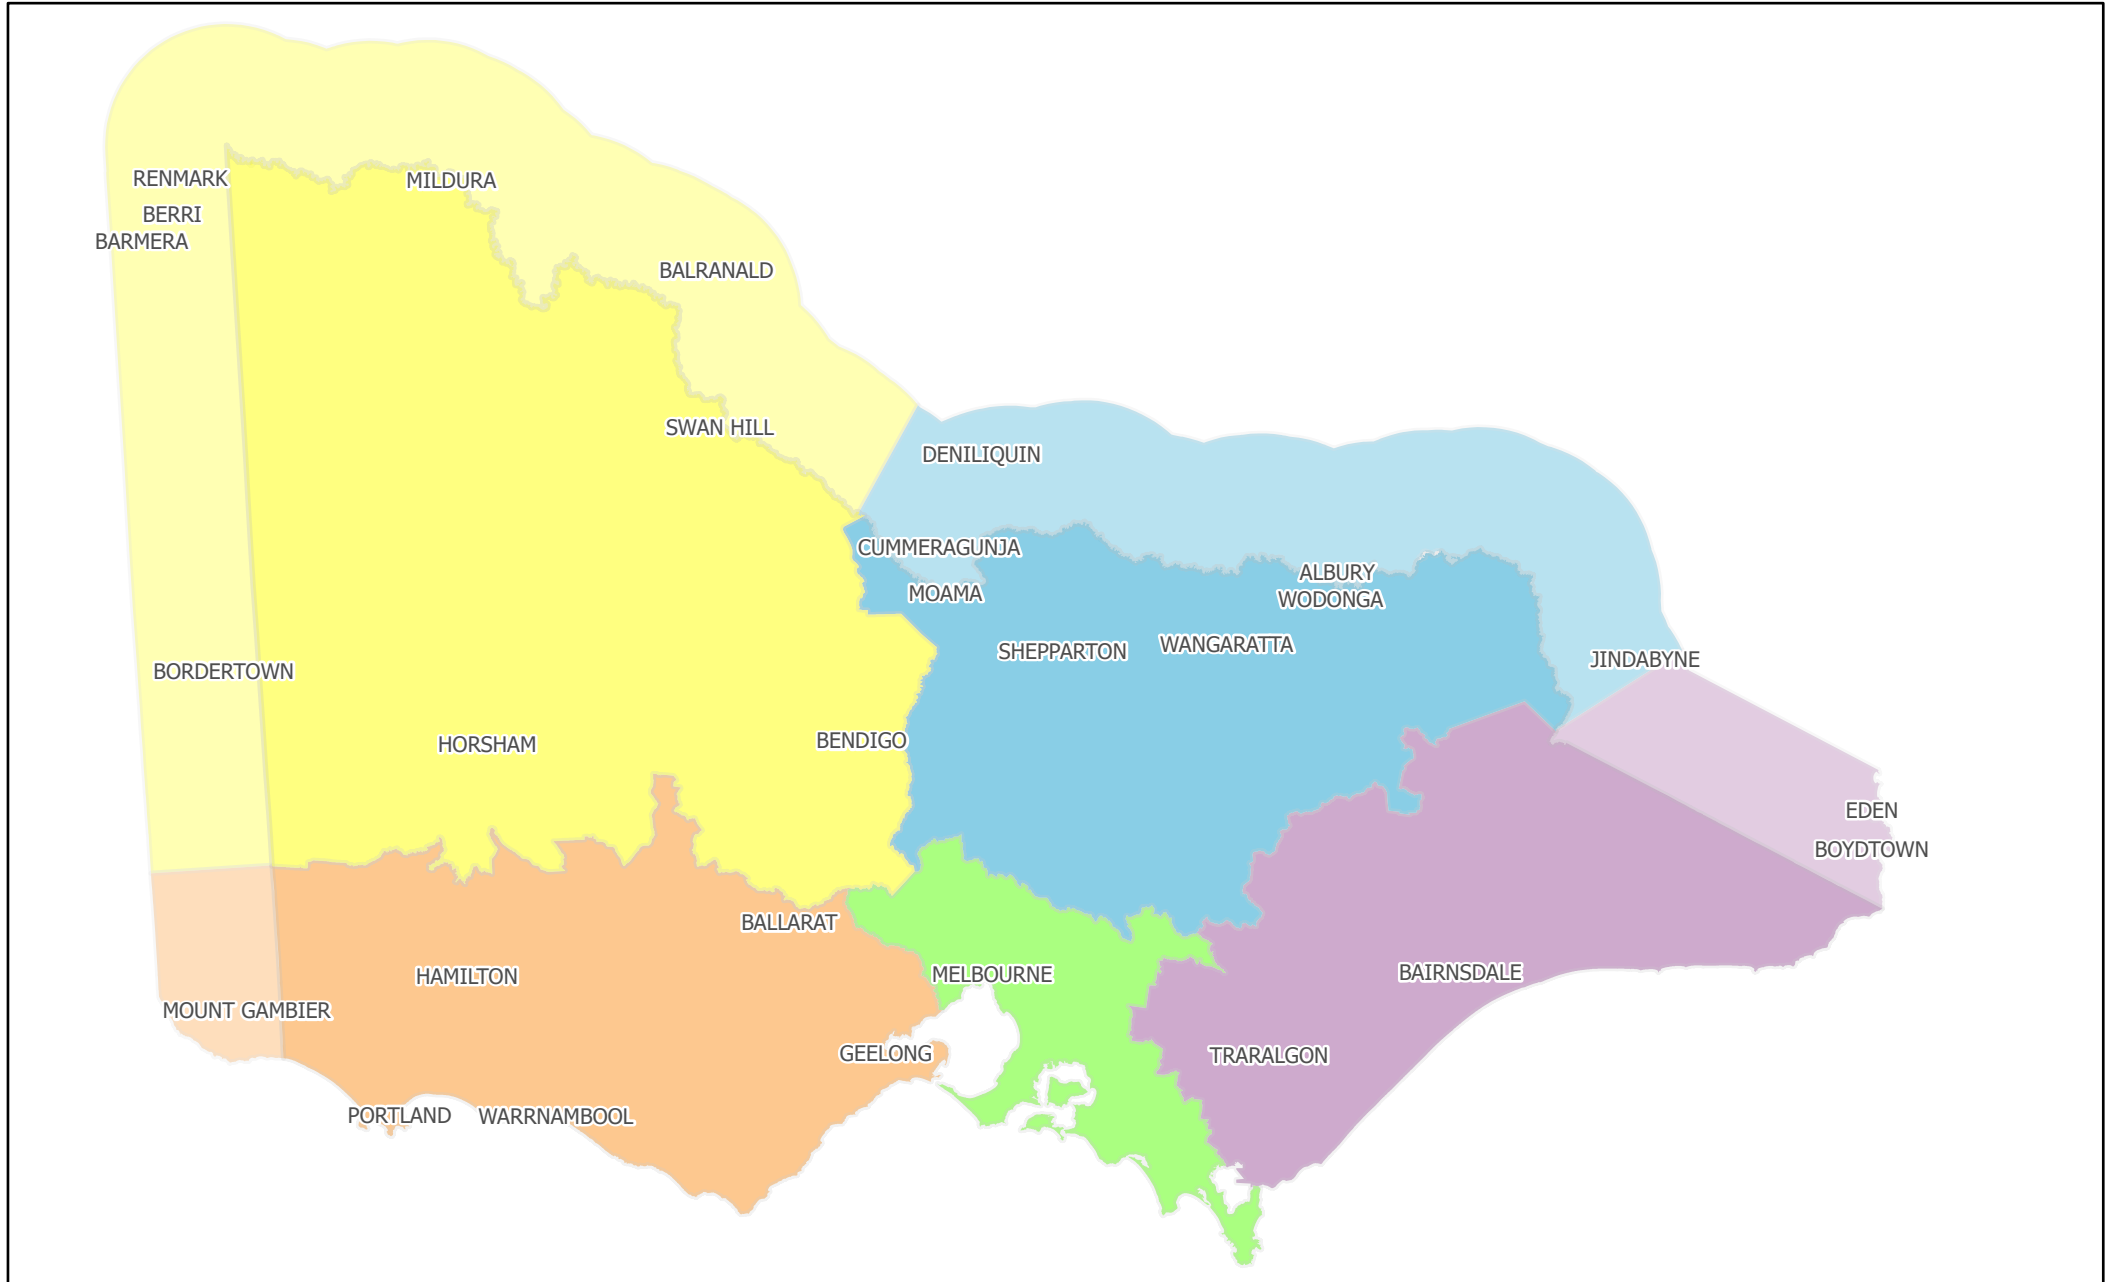 RENMARK
MILDURA
BERRI
BARMERA
BALRANALD
SWAN HILL
DENILIQUIN
CUMMERAGUNJA
ALBURY
MOAMA
WODONGA
SHEPPARTON
WANGARATTA
JINDABYNE
BORDERTOWN
HORSHAM
BENDIGO
EDEN
BOYDTOWN
BALLARAT
HAMILTON
MELBOURNE
BAIRNSDALE
MOUNT GAMBIER
GEELONG
TRARALGON
PORTLAND
WARRNAMBOOL